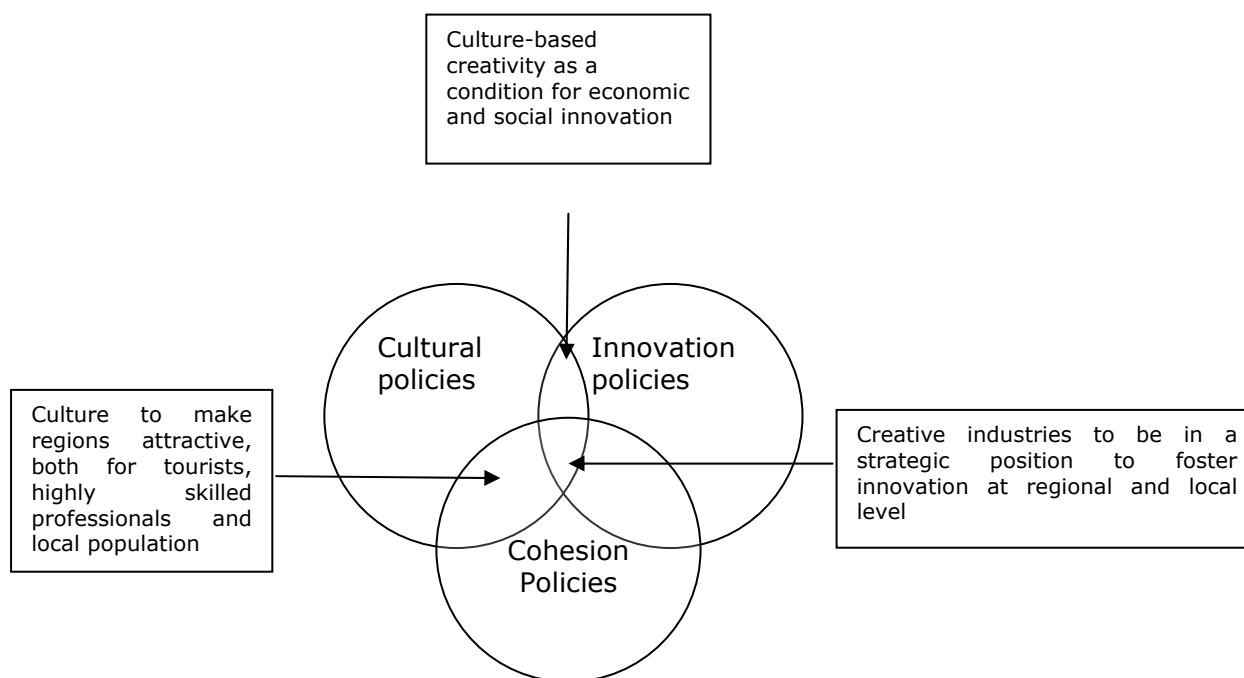 Culture-based
creativity as a
condition for economic
and social innovation
Cultural
policies
Innovation
policies
Culture to make
regions attractive,
both for tourists,
highly skilled
professionals and
local population
Creative industries to be in a
strategic position to foster
innovation at regional and local
level
Cohesion
Policies